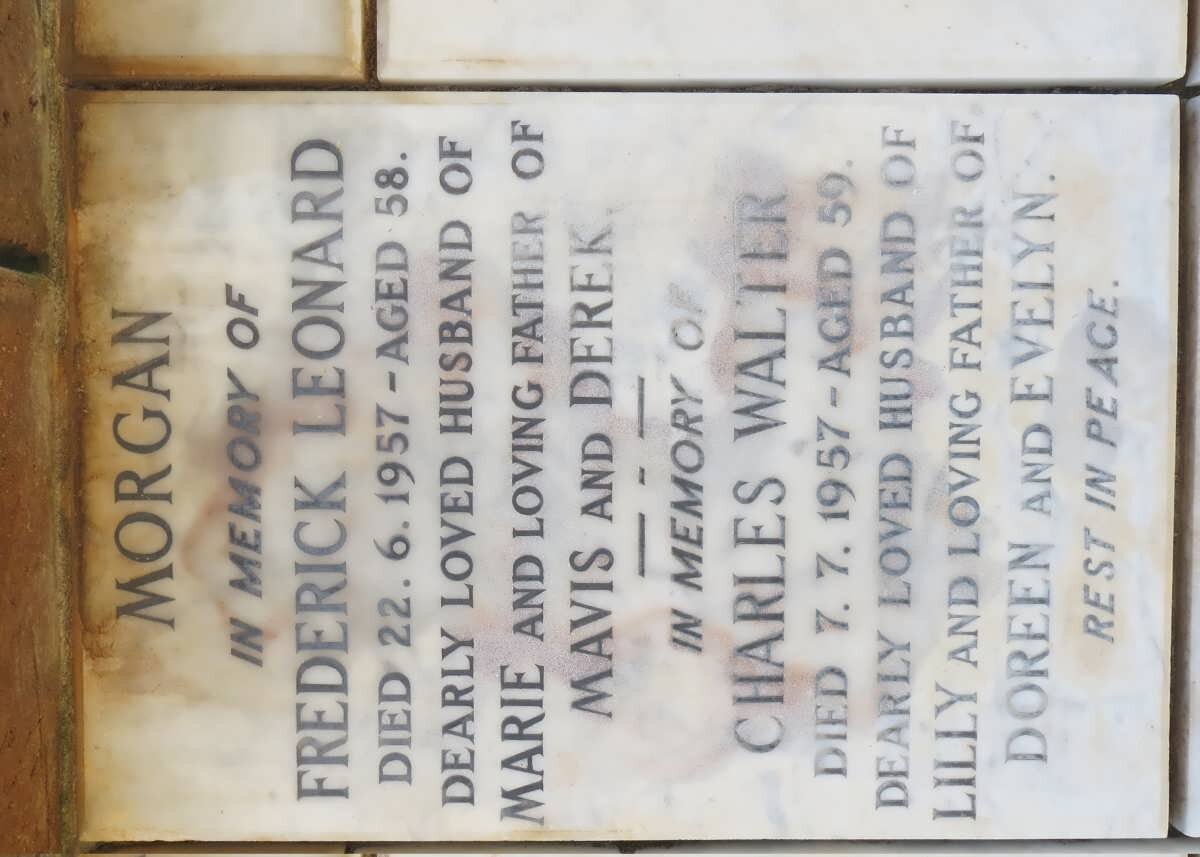 MORGAN
IN MEMORY OF
FREDERICK LEONARD
DIED 22. 6. 1957 - AGED 58.
DEARLY LOVED HUSBAND OF
MARIE AND LOVING FATHER OF
MAVIS AND DEREK.
IN MEMORY OF
CHARLES WALTER
DIED 7. 7. 1957 - AGED 59.
DEARLY LOVED HUSBAND OF
LILLY AND LOVING FATHER OF
DOREEN AND EVELYN.
REST IN PEACE.